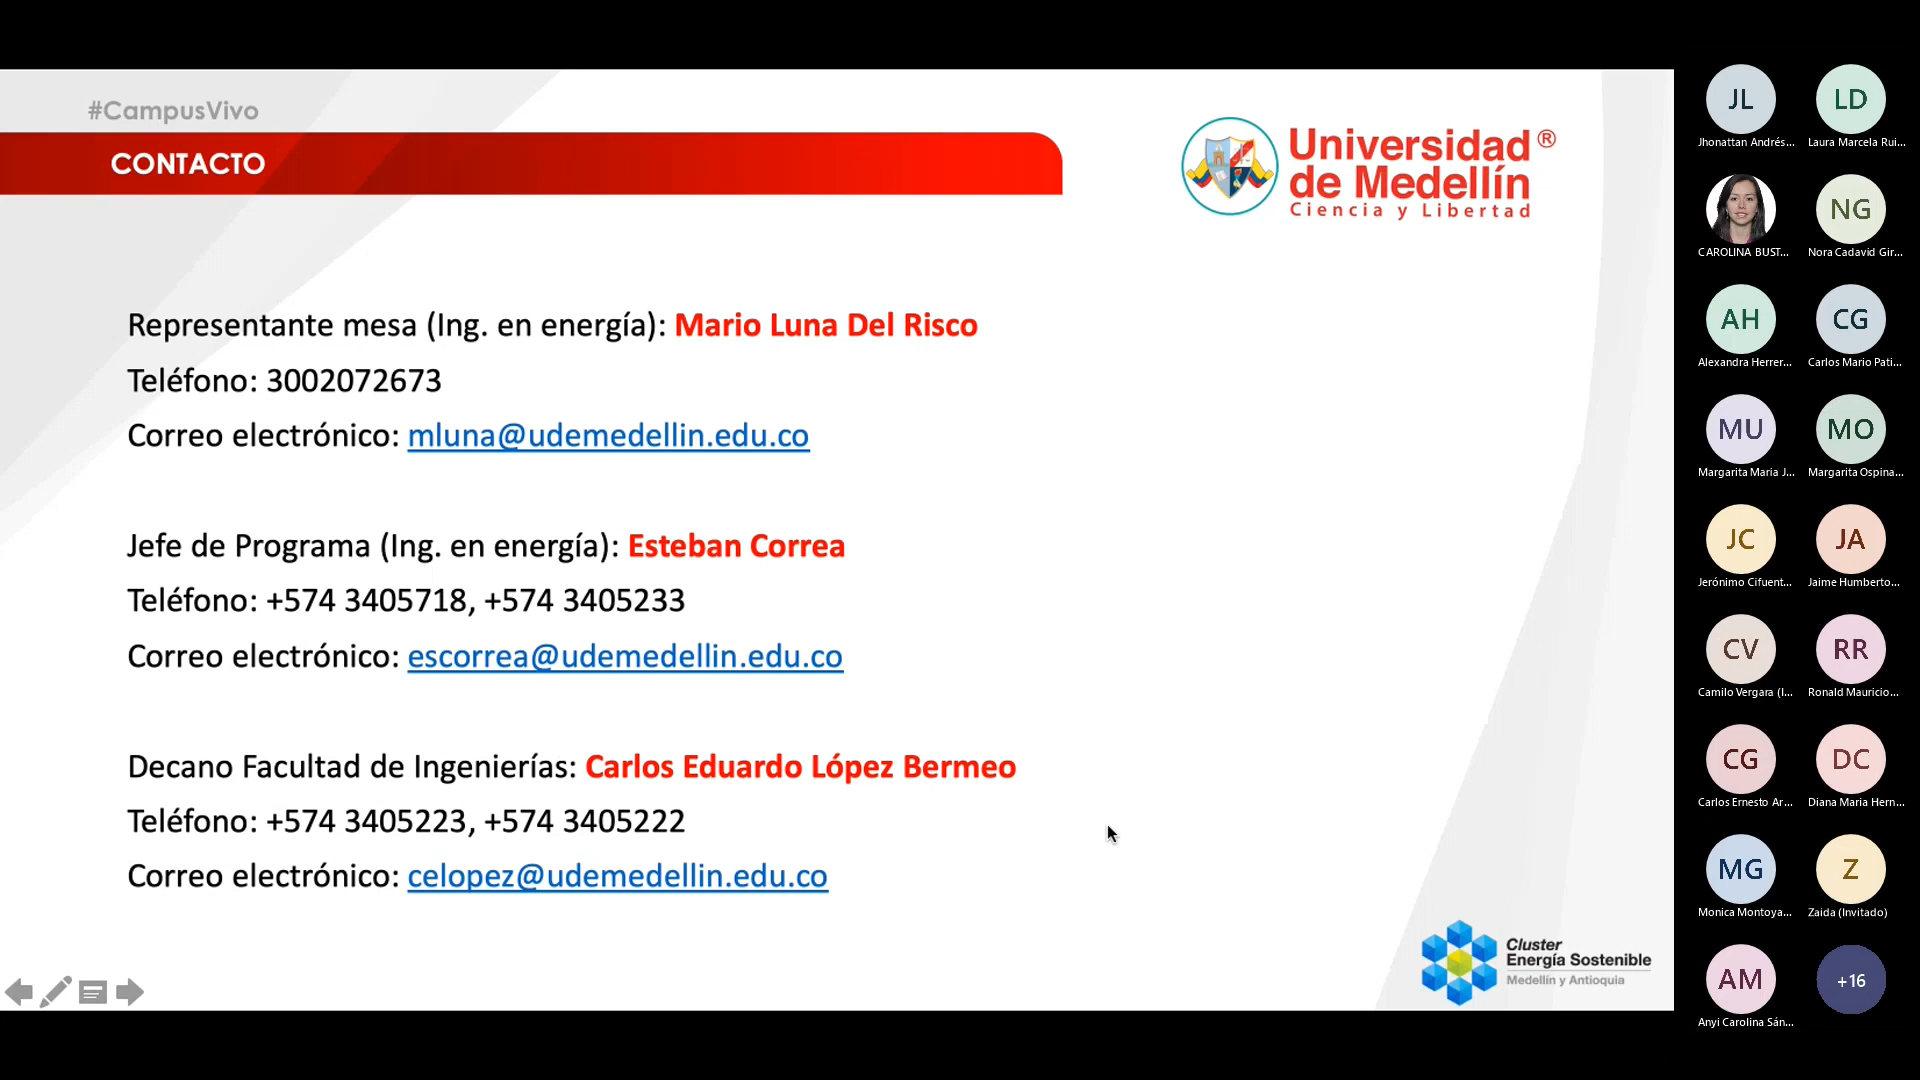 #CampusVivo
CONTACTO
Universidad®
de Medellín
Ciencia y Libertad
Representante mesa (Ing. en energía): Mario Luna Del Risco
Teléfono: 3002072673
Correo electrónico: mluna@udemedellin.edu.co
Jefe de Programa (Ing. en energía): Esteban Correa
Teléfono: +574 3405718, +574 3405233
Correo electrónico: escorrea@udemedellin.edu.co
Decano Facultad de Ingenierías: Carlos Eduardo López Bermeo
Teléfono: +574 3405223, +574 3405222
Correo electrónico: celopez@udemedellin.edu.co
Cluster
Energía Sostenible
Medellín y Antioquia
JL
Jhonattan Andrés...
LD
Laura Marcela Rui...
CAROLINA BUST...
NG
Nora Cadavid Gir...
AH
Alexandra Herrer...
CG
Carlos Mario Pati...
MU
Margarita Maria J...
MO
Margarita Ospina...
JC
Jerónimo Cifuent...
JA
Jaime Humberto...
CV
Camilo Vergara (I...
RR
Ronald Mauricio...
CG
Carlos Ernesto Ar...
DC
Diana Maria Hern...
MG
Monica Montoya...
Z
Zaida (Invitado)
AM
Anyi Carolina Sán...
+16